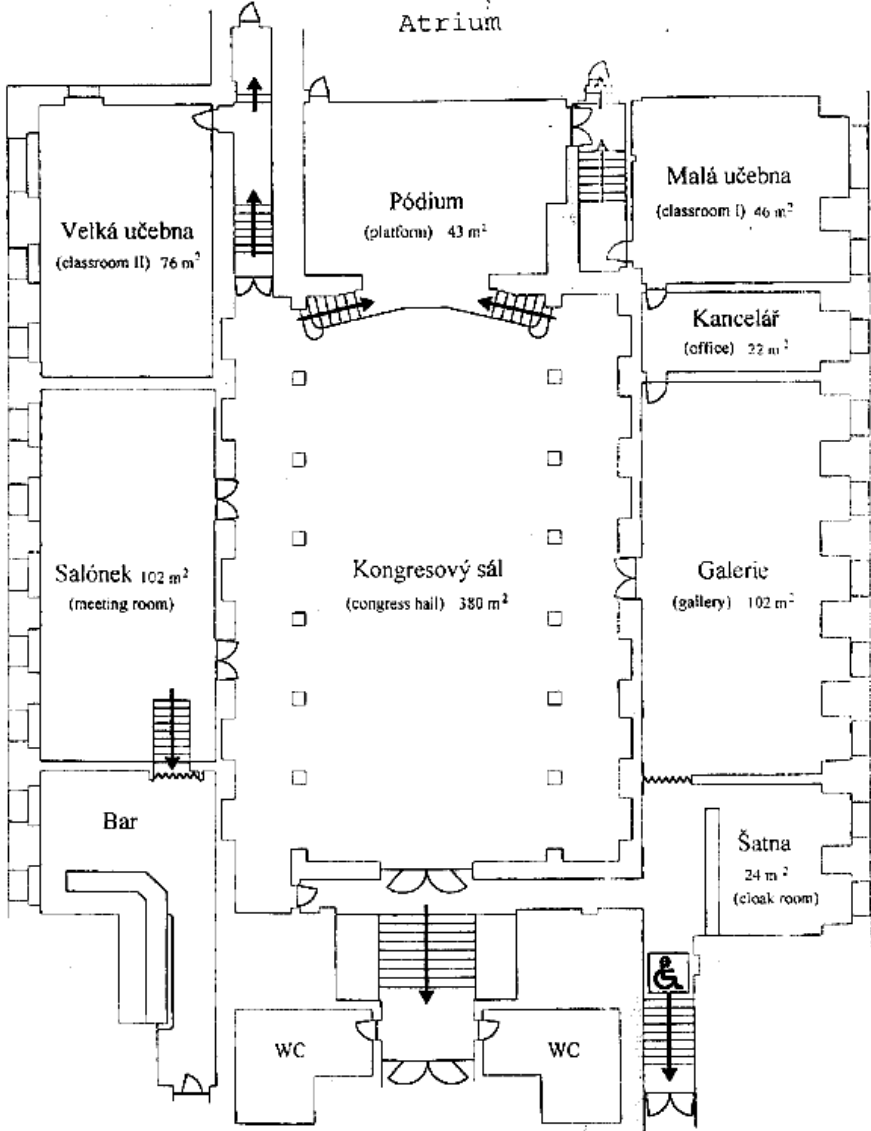 Atrium
Velká učebna
(classroom II) 76 m²
Pódium
(platform) 43 m²
Malá učebna
(classroom I) 46 m²
Kancelář
(office) 22 m²
Salónek 102 m²
(meeting room)
Kongresový sál
(congress hall) 380 m²
Galerie
(gallery) 102 m²
Bar
Šatna
24 m²
(cloak room)
WC
WC